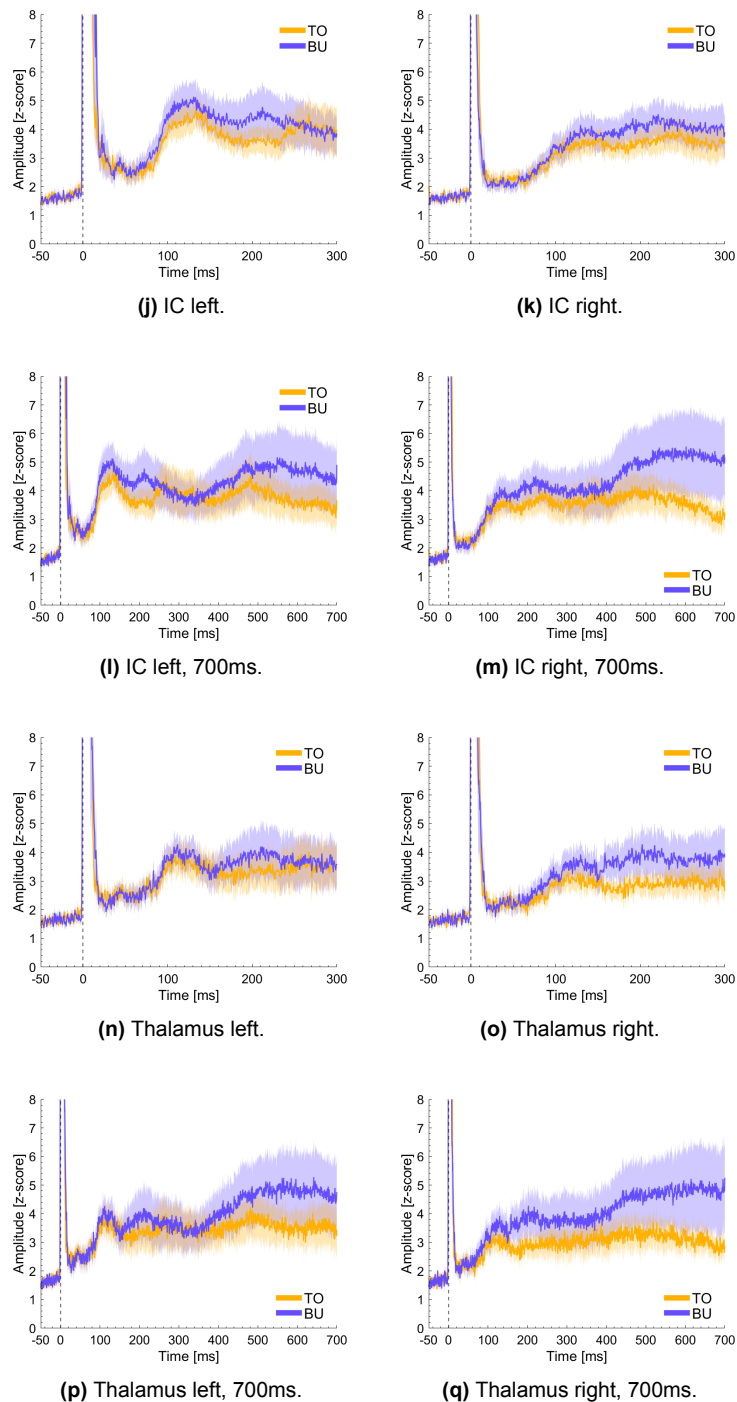 Amplitude [z-score]
8
7
6
5
4
3
2
1
0
TO
BU
-50 0 100 200 300
Time [ms]
(j) IC left.
Amplitude [z-score]
8
7
6
5
4
3
2
1
0
TO
BU
-50 0 100 200 300
Time [ms]
(k) IC right.
Amplitude [z-score]
8
7
6
5
4
3
2
1
0
TO
BU
-50 0 100 200 300 400 500 600 700
Time [ms]
(l) IC left, 700ms.
Amplitude [z-score]
8
7
6
5
4
3
2
1
0
TO
BU
-50 0 100 200 300 400 500 600 700
Time [ms]
(m) IC right, 700ms.
Amplitude [z-score]
8
7
6
5
4
3
2
1
0
TO
BU
-50 0 100 200 300
Time [ms]
(n) Thalamus left.
Amplitude [z-score]
8
7
6
5
4
3
2
1
0
TO
BU
-50 0 100 200 300
Time [ms]
(o) Thalamus right.
Amplitude [z-score]
8
7
6
5
4
3
2
1
0
TO
BU
-50 0 100 200 300 400 500 600 700
Time [ms]
(p) Thalamus left, 700ms.
Amplitude [z-score]
8
7
6
5
4
3
2
1
0
TO
BU
-50 0 100 200 300 400 500 600 700
Time [ms]
(q) Thalamus right, 700ms.